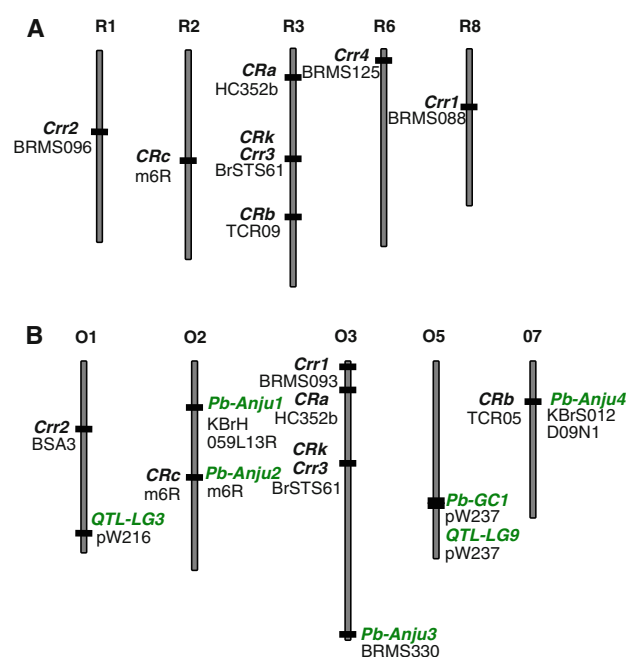 A
R1 R2 R3 R6 R8
Crr2
BRMS096
CRc
m6R
CRa
HC352b
CRk
Crr3
BrSTS61
CRb
TCR09
Crr4
BRMS125
Crr1
BRMS088
B
O1 O2 O3 O5 07
Crr2
BSA3
QTL-LG3
pW216
Pb-Anju1
KBrH
059L13R
CRc
m6R
Pb-Anju2
m6R
Crr1
BRMS093
CRa
HC352b
CRk
Crr3
BrSTS61
Pb-Anju3
BRMS330
Pb-GC1
pW237
QTL-LG9
pW237
CRb
TCR05
Pb-Anju4
KBrS012
D09N1